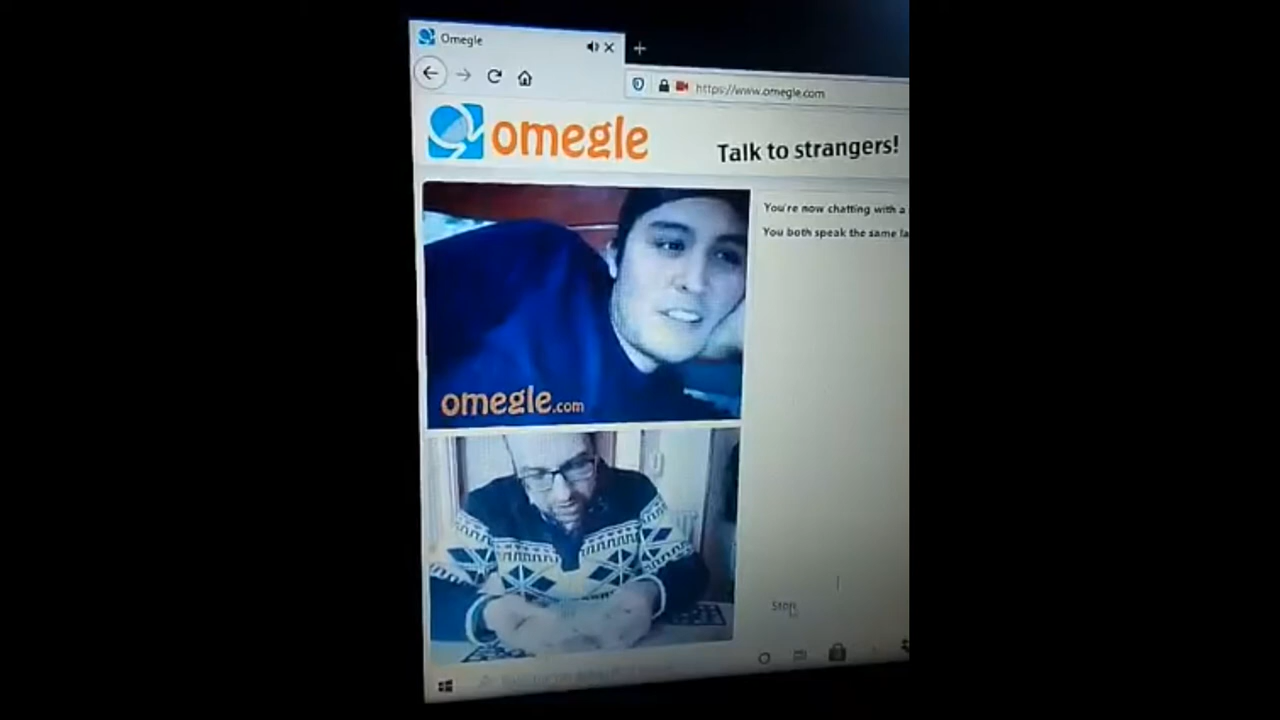 Omegle
https://www.omegle.com
omegle
Talk to strangers!
You're now chatting with a
You both speak the same la
omegle.com
Stop